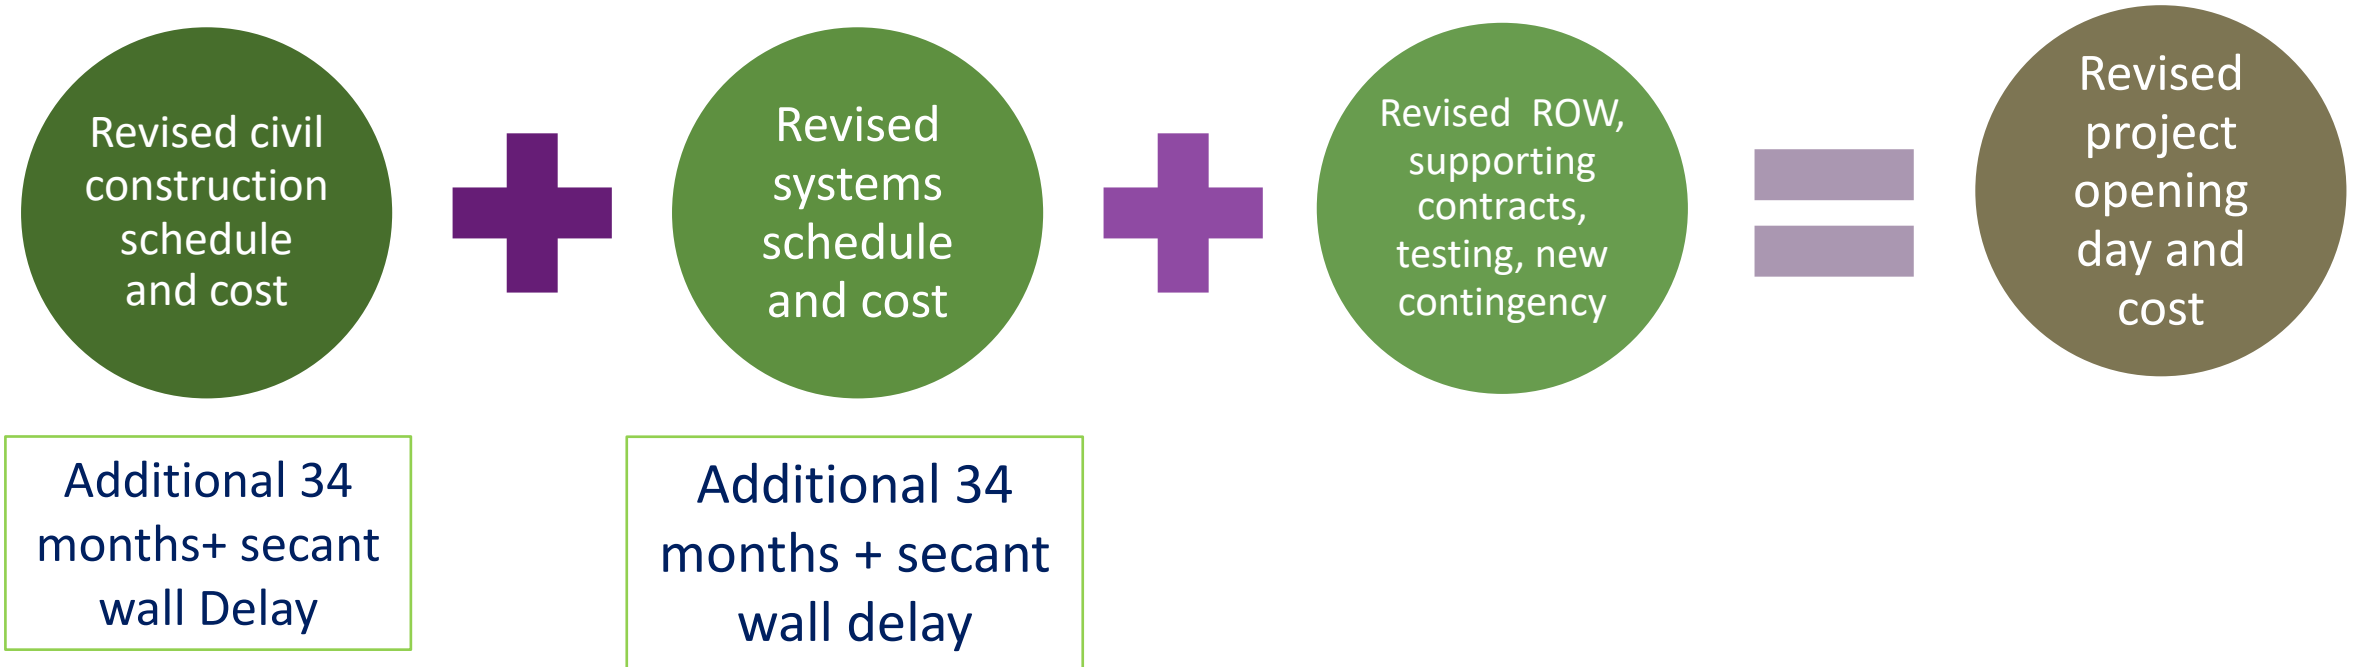 Revised civil
construction
schedule
and cost
Revised
systems
schedule
and cost
Revised  ROW,
supporting
contracts,
testing, new
contingency
Revised
project
opening
day and
cost
Additional 34
months+ secant
wall Delay
Additional 34
months + secant
wall delay